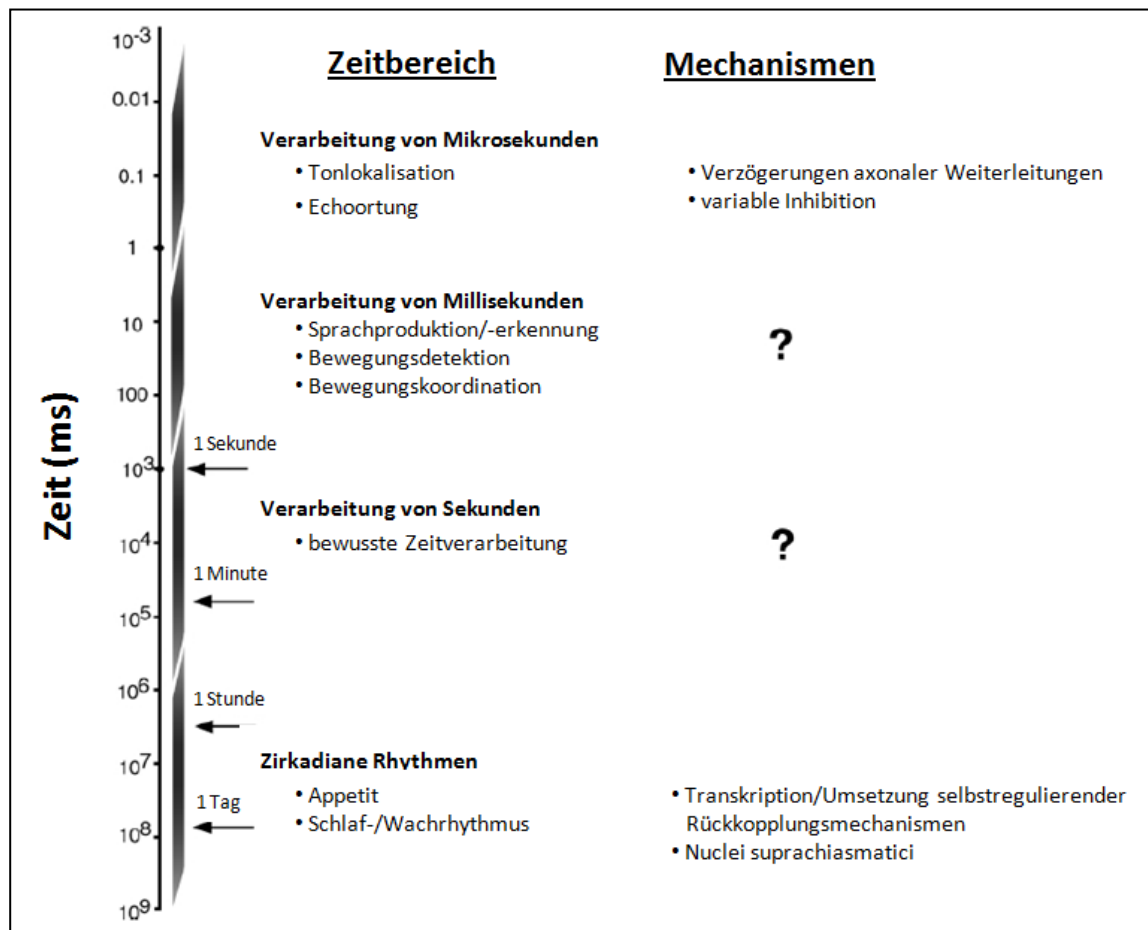 Zeitbereich
Mechanismen
Zeit (ms)
10-3
0.01
0.1
1
10
100
103
104
105
106
107
108
109
1 Sekunde
1 Minute
1 Stunde
1 Tag
Verarbeitung von Mikrosekunden
• Tonlokalisation
• Echoortung
• Verzögerungen axonaler Weiterleitungen
• variable Inhibition
Verarbeitung von Millisekunden
• Sprachproduktion/-erkennung
• Bewegungsdetektion
• Bewegungskoordination
?
Verarbeitung von Sekunden
• bewusste Zeitverarbeitung
?
Zirkadiane Rhythmen
• Appetit
• Schlaf-/Wachrhythmus
• Transkription/Umsetzung selbstregulierender
Rückkopplungsmechanismen
• Nuclei suprachiasmatici